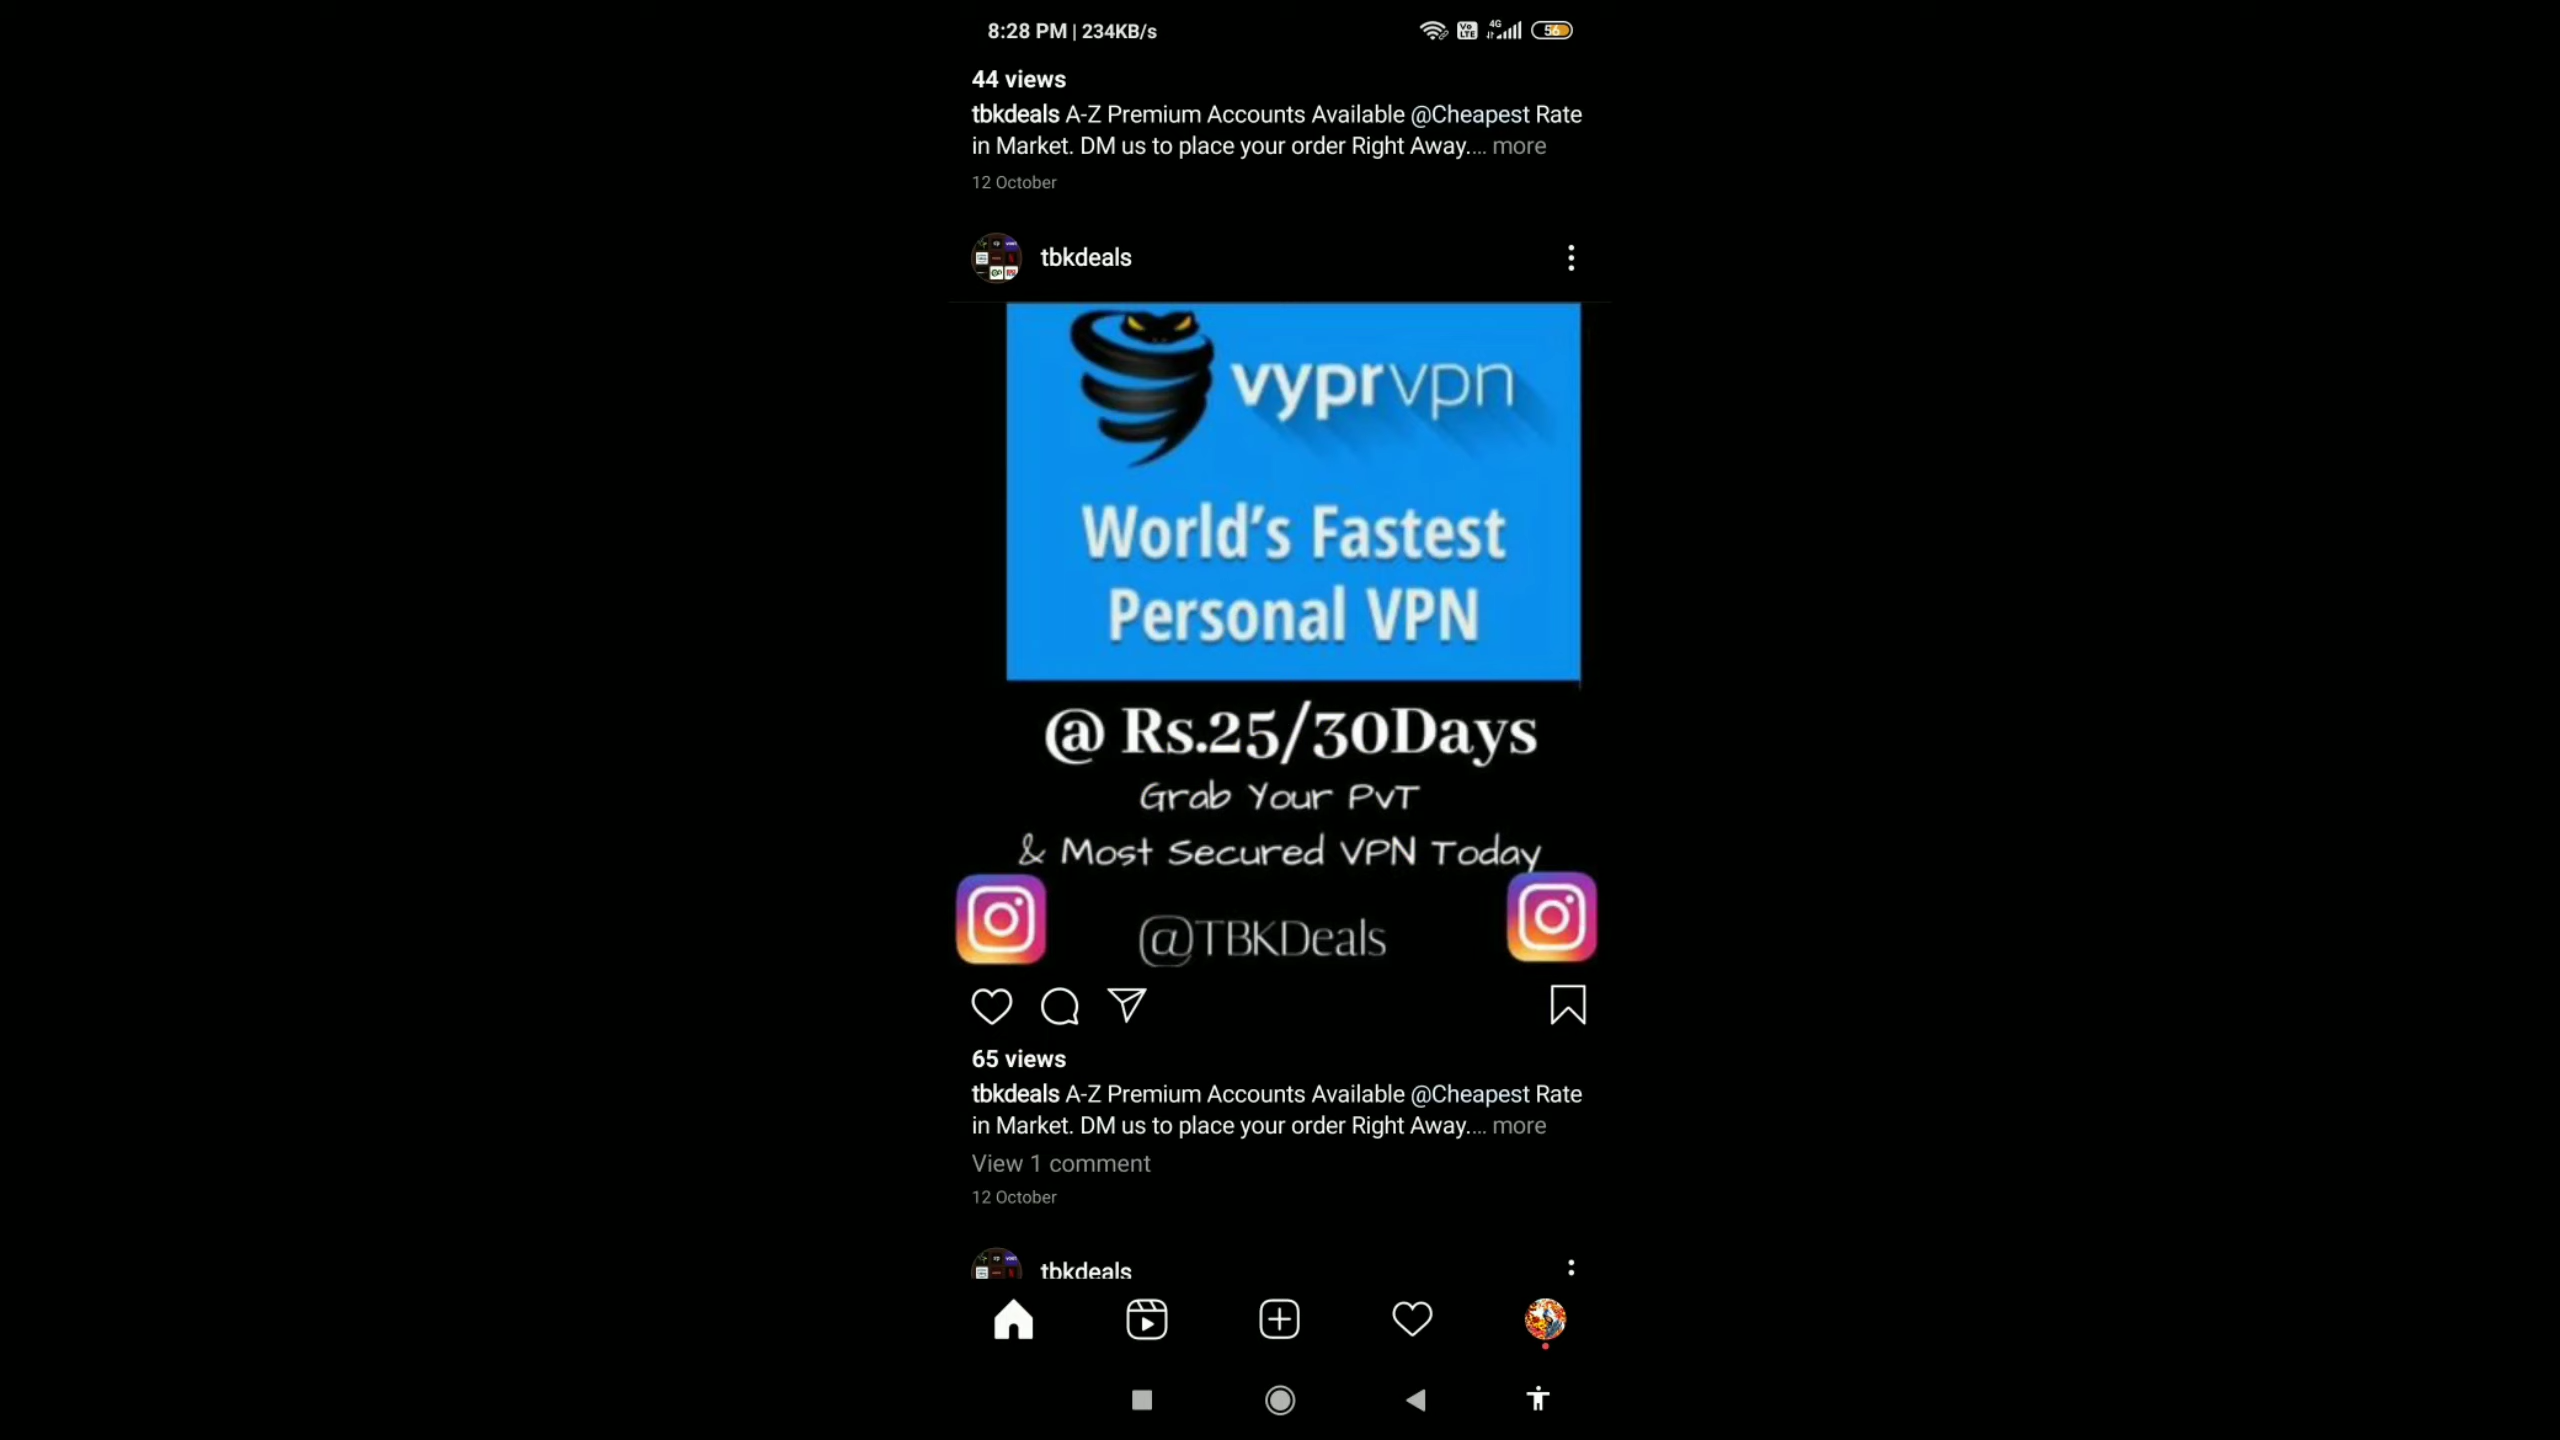 8:28 PM | 234KB/s
Vo LTE 4G 56
44 views
tbkdeals A-Z Premium Accounts Available @Cheapest Rate
in Market. DM us to place your order Right Away.... more
12 October
tbkdeals
vyprvpn
World's Fastest
Personal VPN
@ Rs.25/30Days
Grab Your PvT
& Most Secured VPN Today
@TBKDeals
65 views
tbkdeals A-Z Premium Accounts Available @Cheapest Rate
in Market. DM us to place your order Right Away.... more
View 1 comment
12 October
tbkdeals